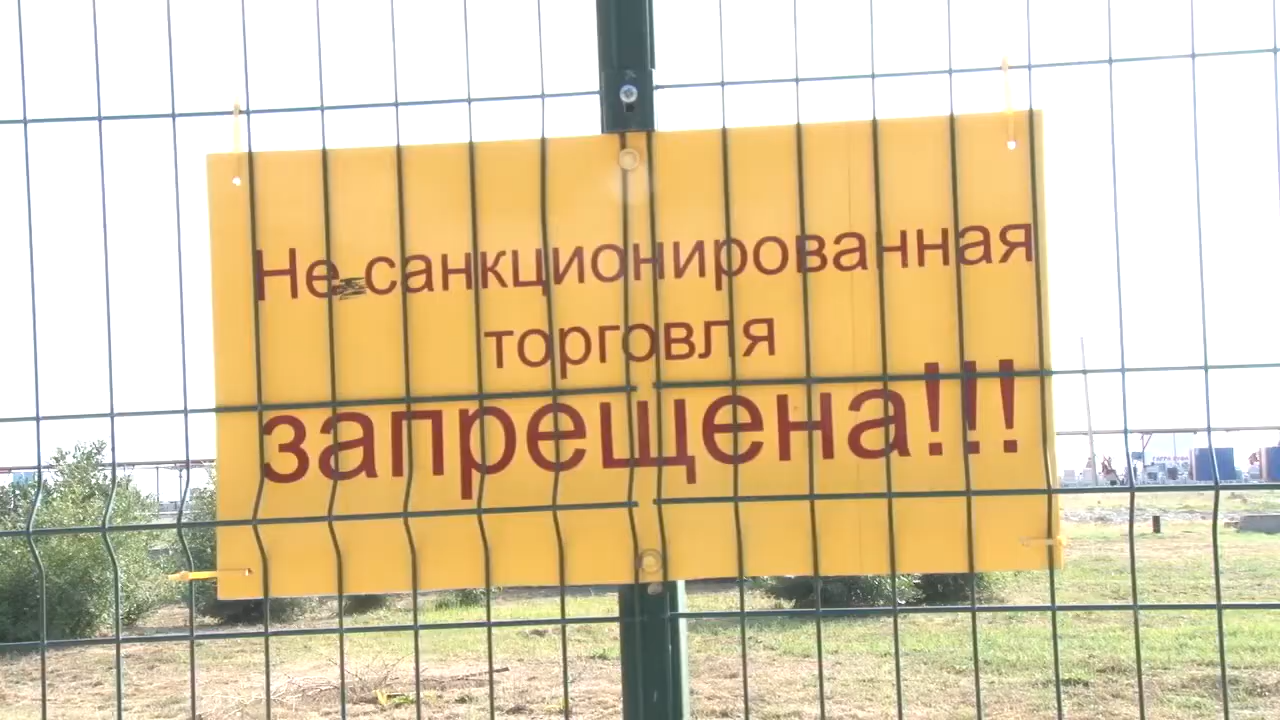 Не санкционированная
торговля
запрещена!!!